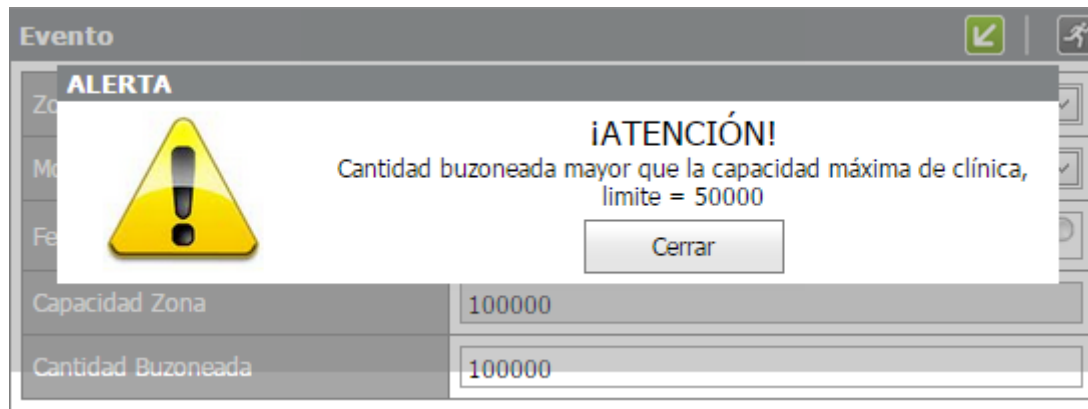 Evento
ALERTA
¡ATENCIÓN!
Cantidad buzoneada mayor que la capacidad máxima de clínica,
limite = 50000
Cerrar
Capacidad Zona
100000
Cantidad Buzoneada
100000